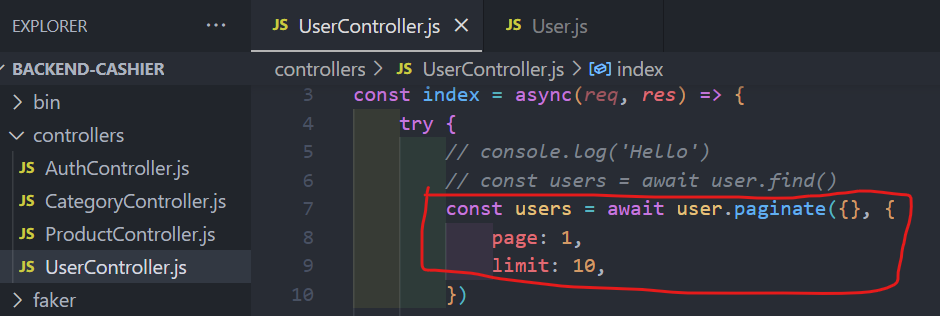 EXPLORER ...
JS UserController.js ×
JS User.js
BACKEND-CASHIER
controllers > JS UserController.js > index
> bin
controllers
JS AuthController.js
JS CategoryController.js
JS ProductController.js
JS UserController.js
> faker
3 const index = async(req, res) => {
4 try {
5 // console.log('Hello')
6 // const users = await user.find()
7 const users = await user.paginate({}, {
8 page: 1,
9 limit: 10,
10 })